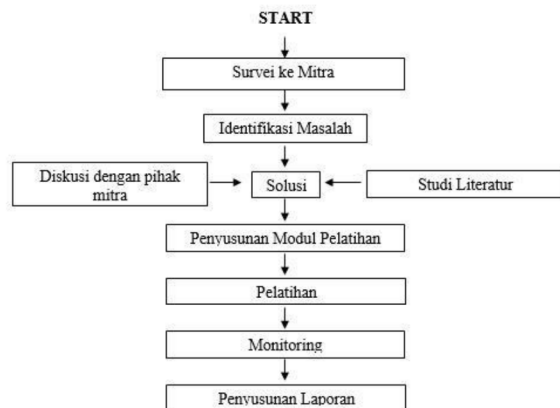 START
Survei ke Mitra
Identifikasi Masalah
Diskusi dengan pihak
mitra
Solusi
Studi Literatur
Penyusunan Modul Pelatihan
Pelatihan
Monitoring
Penyusunan Laporan